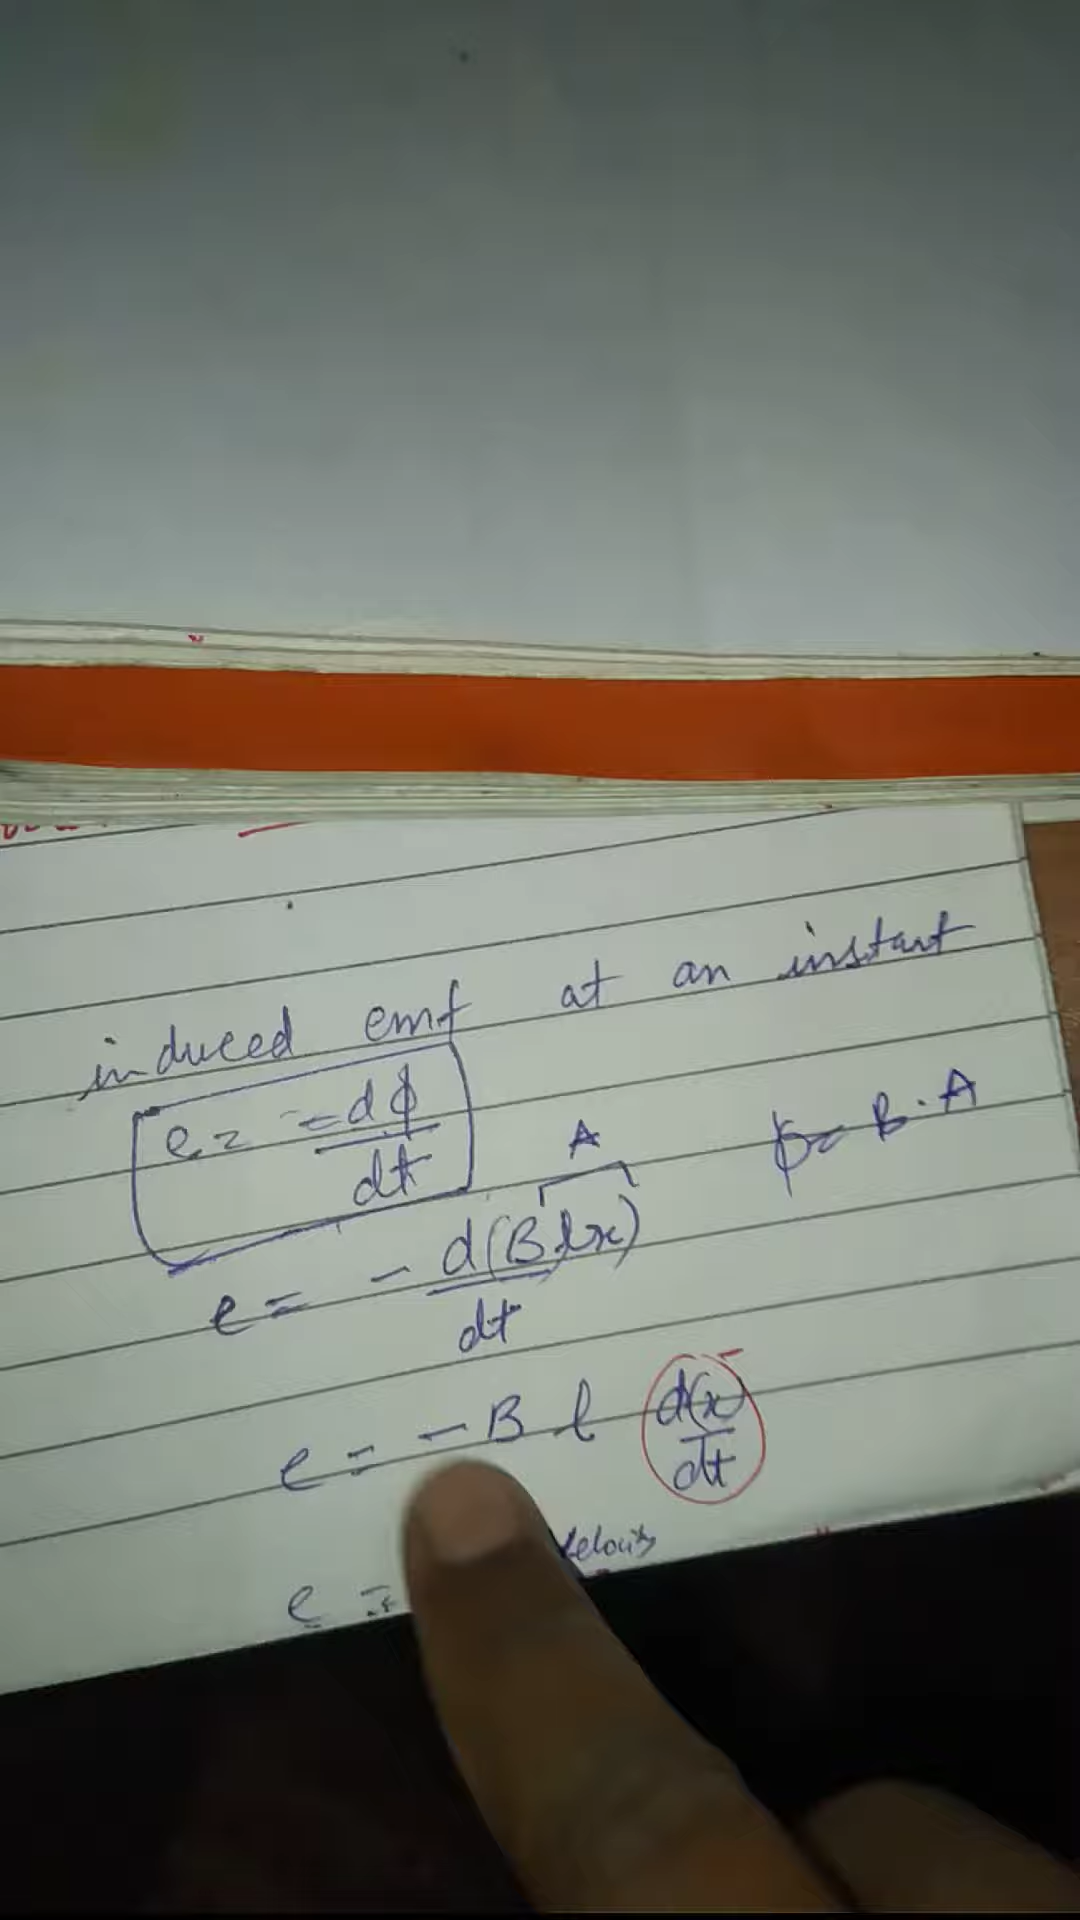 induced emf at an instant
e = -dϕ/dt
ϕ = B·A
A
e = - d(Blx)/dt
e = - B l d(x)/dt
velocity
e =